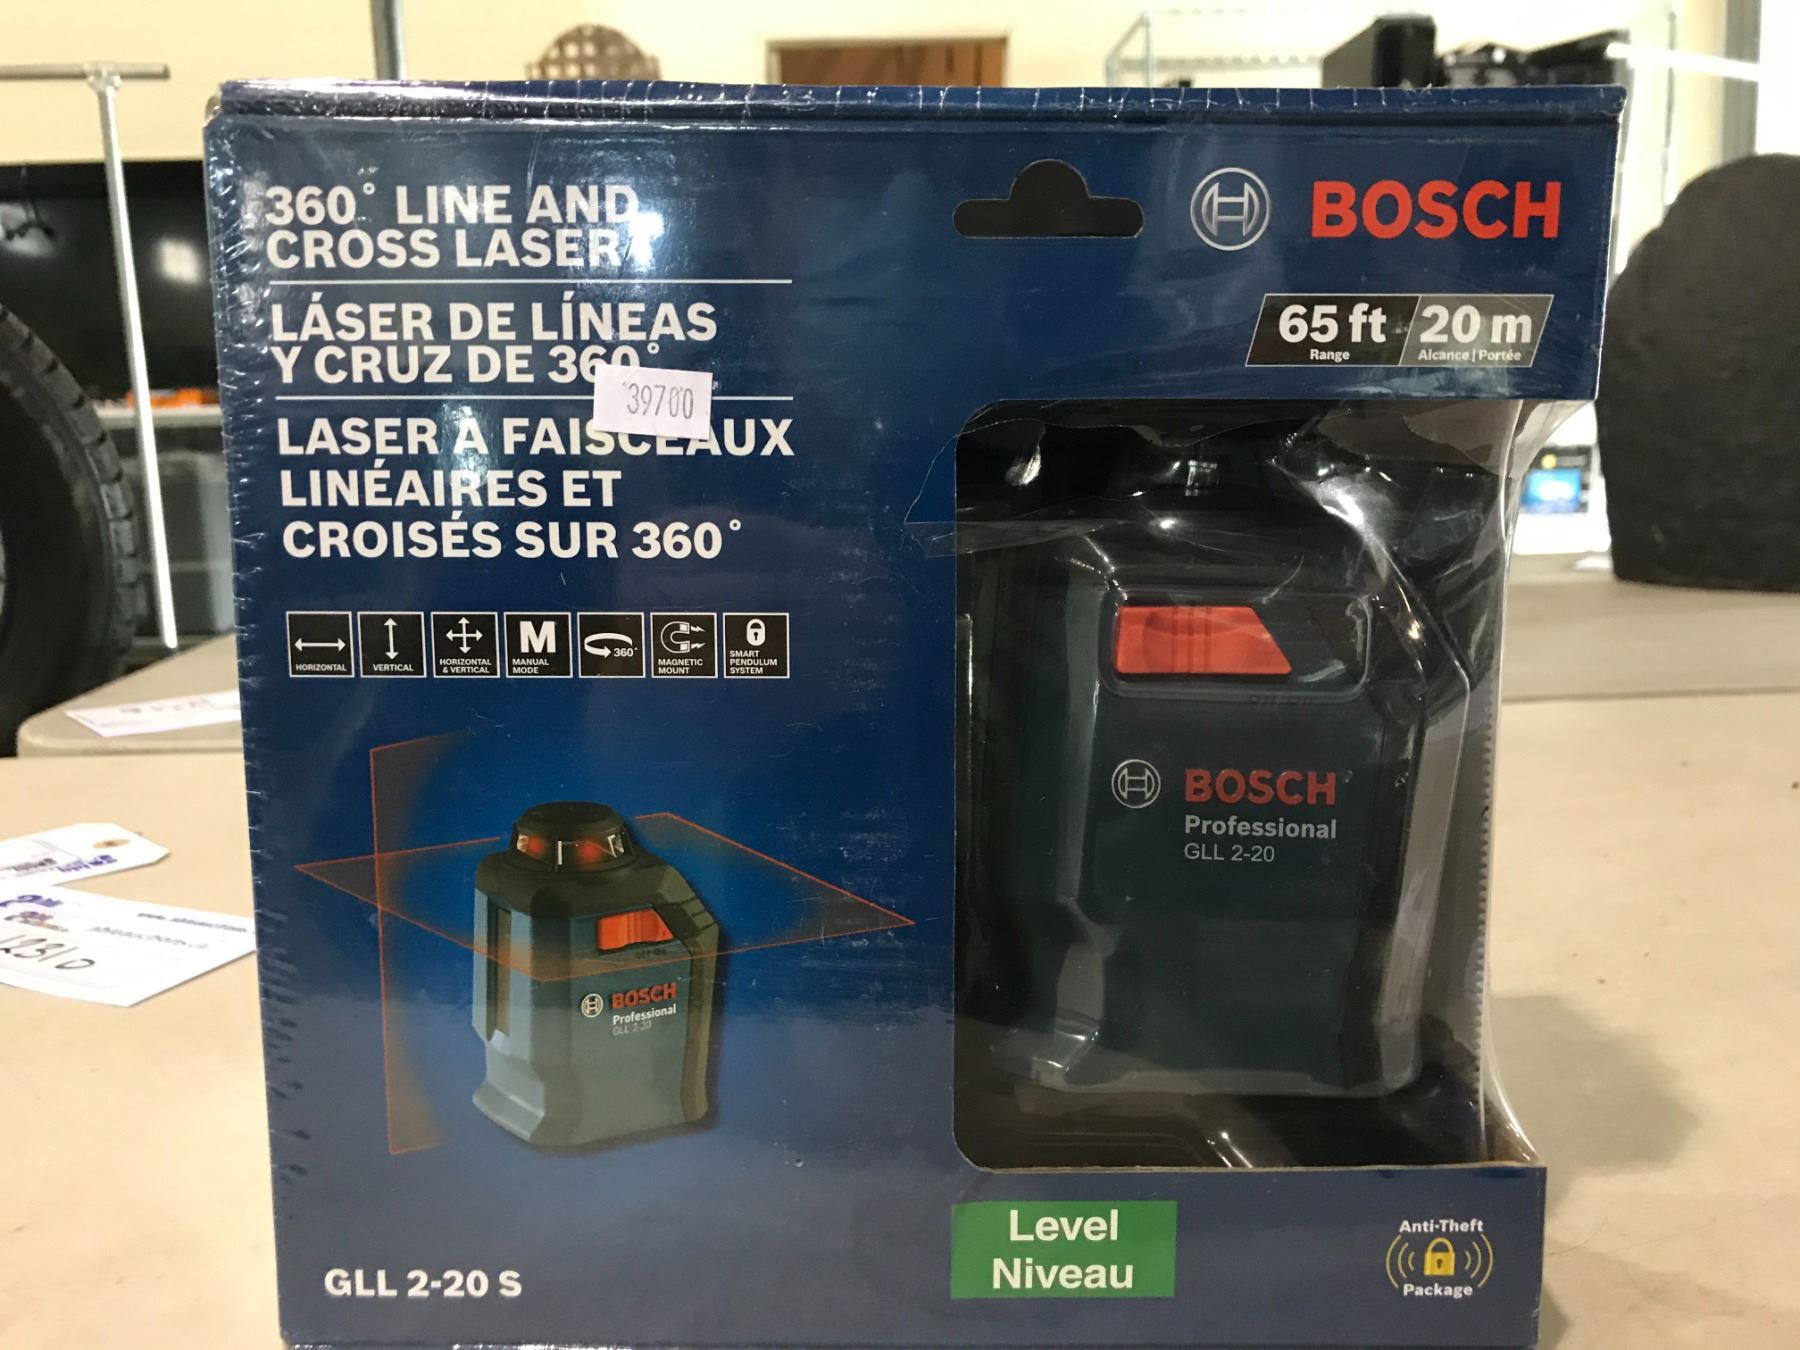 360° LINE AND
CROSS LASER
LÁSER DE LÍNEAS
Y CRUZ DE 360°
39700
LASER À FAISCEAUX
LINÉAIRES ET
CROISÉS SUR 360°
HORIZONTAL
VERTICAL
HORIZONTAL
& VERTICAL
M
MANUAL
MODE
360°
MAGNETIC
MOUNT
SMART
PENDULUM
SYSTEM
BOSCH
65 ft
Range
20 m
Alcance | Portée
BOSCH
Professional
GLL 2-20
BOSCH
Professional
GLL 2-20
GLL 2-20 S
Level
Niveau
Anti-Theft
Package